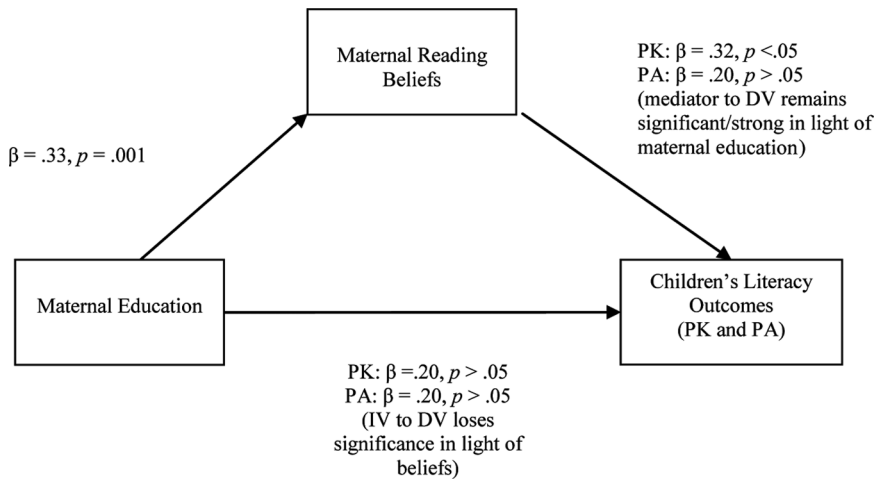 Maternal Reading
Beliefs
PK: β = .32, p <.05
PA: β = .20, p > .05
(mediator to DV remains
significant/strong in light of
maternal education)
β = .33, p = .001
Maternal Education
Children’s Literacy
Outcomes
(PK and PA)
PK: β =.20, p > .05
PA: β = .20, p > .05
(IV to DV loses
significance in light of
beliefs)